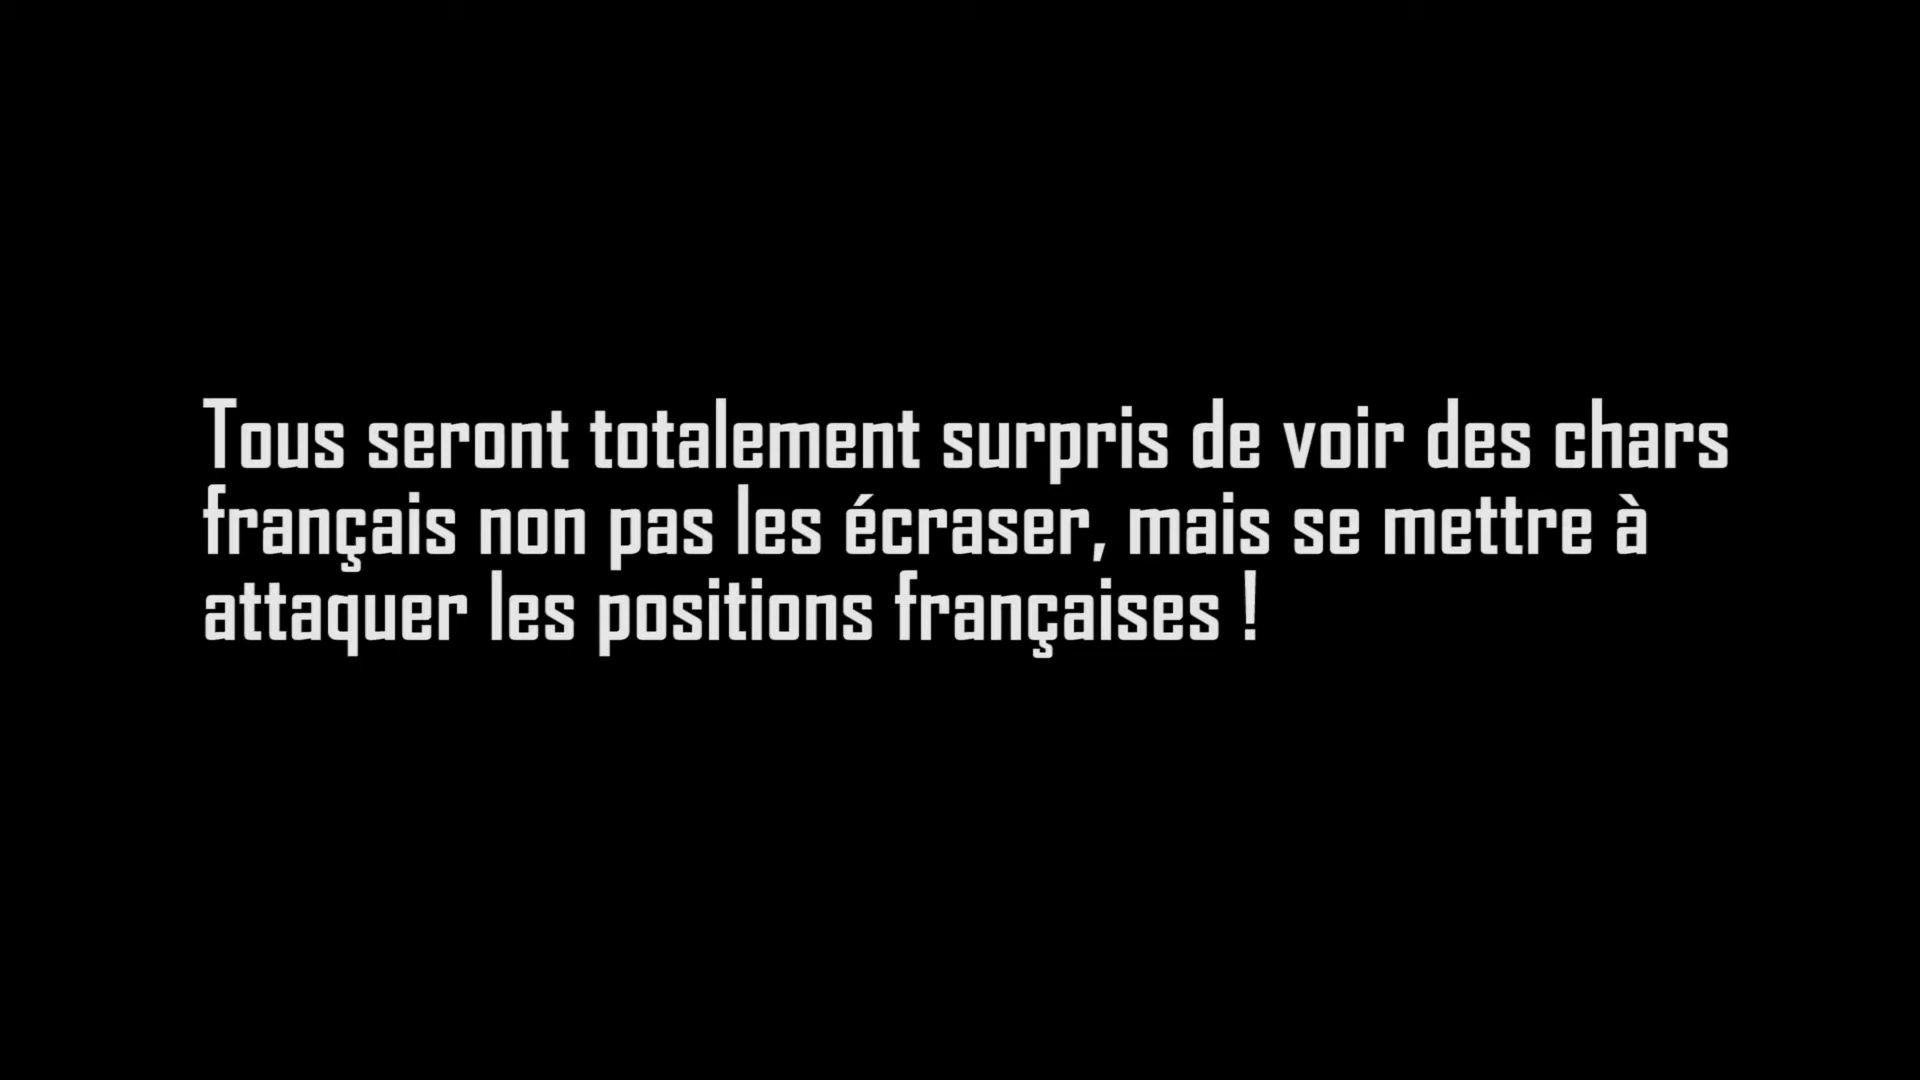 Tous seront totalement surpris de voir des chars
français non pas les écraser, mais se mettre à
attaquer les positions françaises !